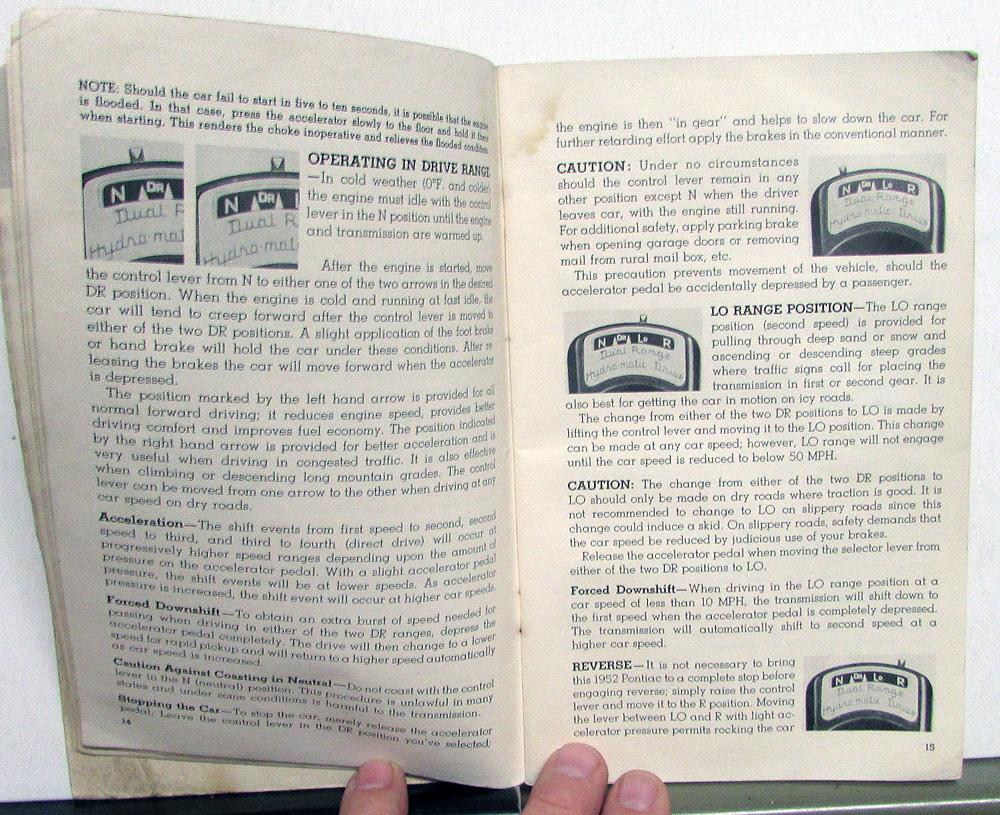 NOTE: Should the car fail to start in five to ten seconds, it is possible that the engine
is flooded. In that case, press the accelerator slowly to the floor and hold it there
when starting. This renders the choke inoperative and relieves the flooded condition.
N DR
Dual R
Hydra-mat
N DR L
Dual R
Hydra-mat
OPERATING IN DRIVE RANGE
—In cold weather (0°F. and colder)
the engine must idle with the control
lever in the N position until the engine
and transmission are warmed up.
After the engine is started, move
the control lever from N to either one of the two arrows in the desired
DR position. When the engine is cold and running at fast idle, the
car will tend to creep forward after the control lever is moved to
either of the two DR positions. A slight application of the foot brake
or hand brake will hold the car under these conditions. After re-
leasing the brakes the car will move forward when the accelerator
is depressed.
The position marked by the left hand arrow is provided for all
normal forward driving; it reduces engine speed, provides better
driving comfort and improves fuel economy. The position indicated
by the right hand arrow is provided for better acceleration and is
very useful when driving in congested traffic. It is also effective
when climbing or descending long mountain grades. The control
lever can be moved from one arrow to the other when driving at any
car speed on dry roads.
Acceleration—The shift events from first speed to second, second
speed to third, and third to fourth (direct drive) will occur at
progressively higher speed ranges depending upon the amount of
pressure on the accelerator pedal. With a slight accelerator pedal
pressure, the shift events will be at lower speeds. As accelerator
pressure is increased, the shift event will occur at higher car speeds.
Forced Downshift—To obtain an extra burst of speed needed for
passing when driving in either of the two DR ranges, depress the
accelerator pedal completely. The drive will then change to a lower
speed for rapid pickup and will return to a higher speed automatically
as car speed is increased.
Caution Against Coasting in Neutral—Do not coast with the control
lever in the N (neutral) position. This procedure is unlawful in many
states and under some conditions is harmful to the transmission.
Stopping the Car—To stop the car, merely release the accelerator
pedal. Leave the control lever in the DR position you've selected;
14
the engine is then "in gear" and helps to slow down the car. For
further retarding effort apply the brakes in the conventional manner.
CAUTION: Under no circumstances
should the control lever remain in any
other position except N when the driver
leaves car, with the engine still running.
For additional safety, apply parking brake
when opening garage doors or removing
mail from rural mail box, etc.
N DR Lo R
Dual Range
Hydra-matic Drive
This precaution prevents movement of the vehicle, should the
accelerator pedal be accidentally depressed by a passenger.
N DR Lo R
Dual Range
Hydra-matic Drive
LO RANGE POSITION—The LO range
position (second speed) is provided for
pulling through deep sand or snow and
ascending or descending steep grades
where traffic signs call for placing the
transmission in first or second gear. It is
also best for getting the car in motion on icy roads.
The change from either of the two DR positions to LO is made by
lifting the control lever and moving it to the LO position. This change
can be made at any car speed; however, LO range will not engage
until the car speed is reduced to below 50 MPH.
CAUTION: The change from either of the two DR positions to
LO should only be made on dry roads where traction is good. It is
not recommended to change to LO on slippery roads since this
change could induce a skid. On slippery roads, safety demands that
the car speed be reduced by judicious use of your brakes.
Release the accelerator pedal when moving the selector lever from
either of the two DR positions to LO.
Forced Downshift—When driving in the LO range position at a
car speed of less than 10 MPH, the transmission will shift down to
the first speed when the accelerator pedal is completely depressed.
The transmission will automatically shift to second speed at a
higher car speed.
REVERSE—It is not necessary to bring
this 1952 Pontiac to a complete stop before
engaging reverse; simply raise the control
lever and move it to the R position. Moving
the lever between LO and R with light ac-
celerator pressure permits rocking the car
N DR Lo R
Dual Range
Hydra-matic Drive
15